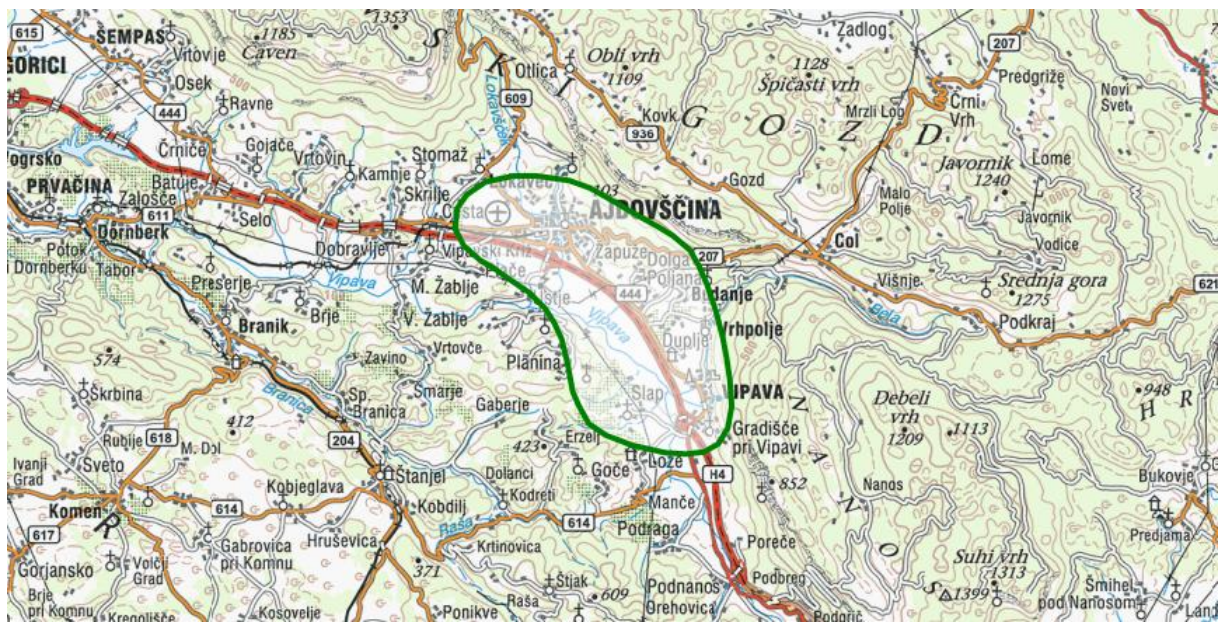 1353
615
ŠEMPAS
1185
Čaven
Vitovlje
Osek
GORICI
Ravne
444
Črniče
Gojače
Vrtovin
Kamnje
Stomaž
Skrilje
Lokavec
Lokavšček
609
S
K
I
Otlica
Obli vrh
1109
Kovk
936
G
O
Z
D
1128
Špičasti vrh
Mrzli Log
Zadlog
207
Predgriže
Črni
Vrh
Novi
Svet
Javornik
1240
Lome
Javornik
Vodice
Gozd
Malo
Polje
Col
207
Višnje
Srednja gora
1275
Podkraj
621
Bela
PRVAČINA
Zalošče
Batuje
611
Selo
Dornberk
Potok
Tabor
Dobravlje
Vipava
Cesta
AJDOVŠČINA
Vipavski Križ
Plače
Zapuže
Dolga
Poljana
Budanje
444
Ustje
Vipava
Vrhpolje
Duplje
M. Žablje
V. Žablje
Preserje
Branik
Brje
Planina
Vrtovče
Zavino
Šmarje
574
Škrbina
Branica
Sp.
Branica
Gaberje
Slap
VIPAVA
Gradišče
pri Vipavi
412
618
Rubije
M. Dol
204
423
Erzelj
Goče
Lože
H4
852
N
A
N
O
S
Nanos
Debeli
vrh
1209
1113
948
H
R
Bukovje
Predjama
Ivanji
Grad
Sveto
Komen
R
614
Kobjeglava
Štanjel
Kobdilj
Dolanci
Kodreti
Raša
614
Manče
Podraga
617
Gabrovica
pri Komnu
Hruševica
Volčji
Grad
371
Krtinovica
Gorjansko
Brje
pri Komnu
Kregolišče
Kosovelje
Ponikve
Štjak
Raša
609
Poreče
Podnanos
Orehovica
Podbreg
Suhi vrh
1313
1399
Šmihel
pod Nanosom